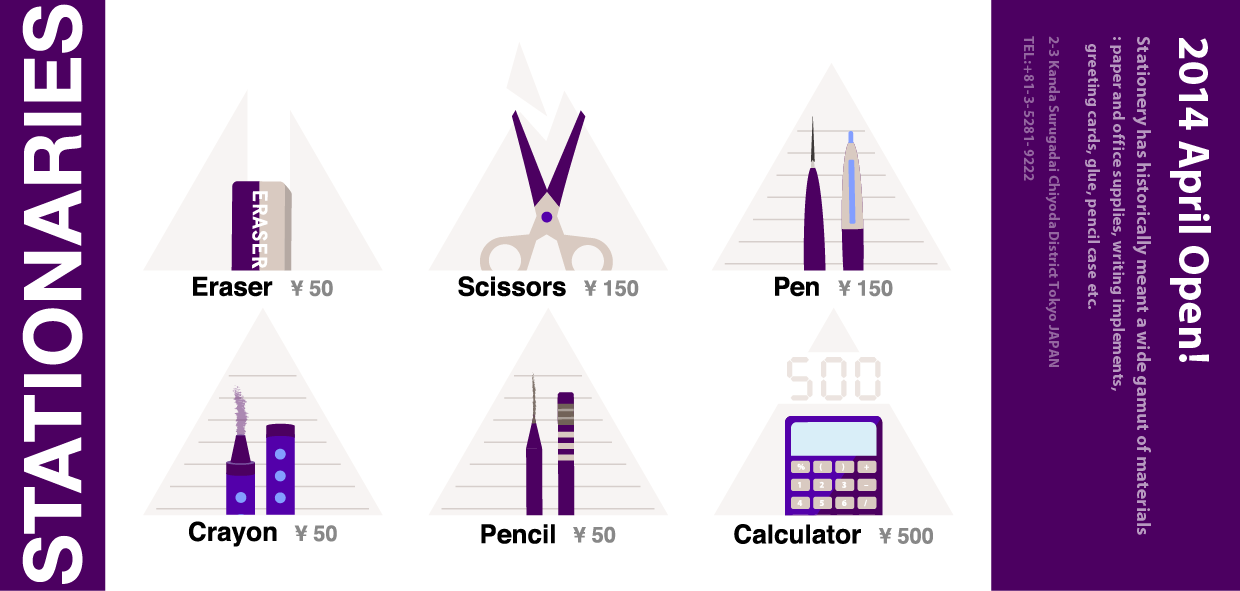 STATIONARIES
ERASER
Eraser ¥ 50
Scissors ¥ 150
Pen ¥ 150
Crayon ¥ 50
Pencil ¥ 50
500
% ( ) +
1 2 3 −
4 5 6 /
Calculator ¥ 500
2014 April Open!
Stationery has historically meant a wide gamut of materials
: paper and office supplies, writing implements,
greeting cards, glue, pencil case etc.
2-3 Kanda Surugadai Chiyoda District Tokyo JAPAN
TEL:+81-3-5281-9222